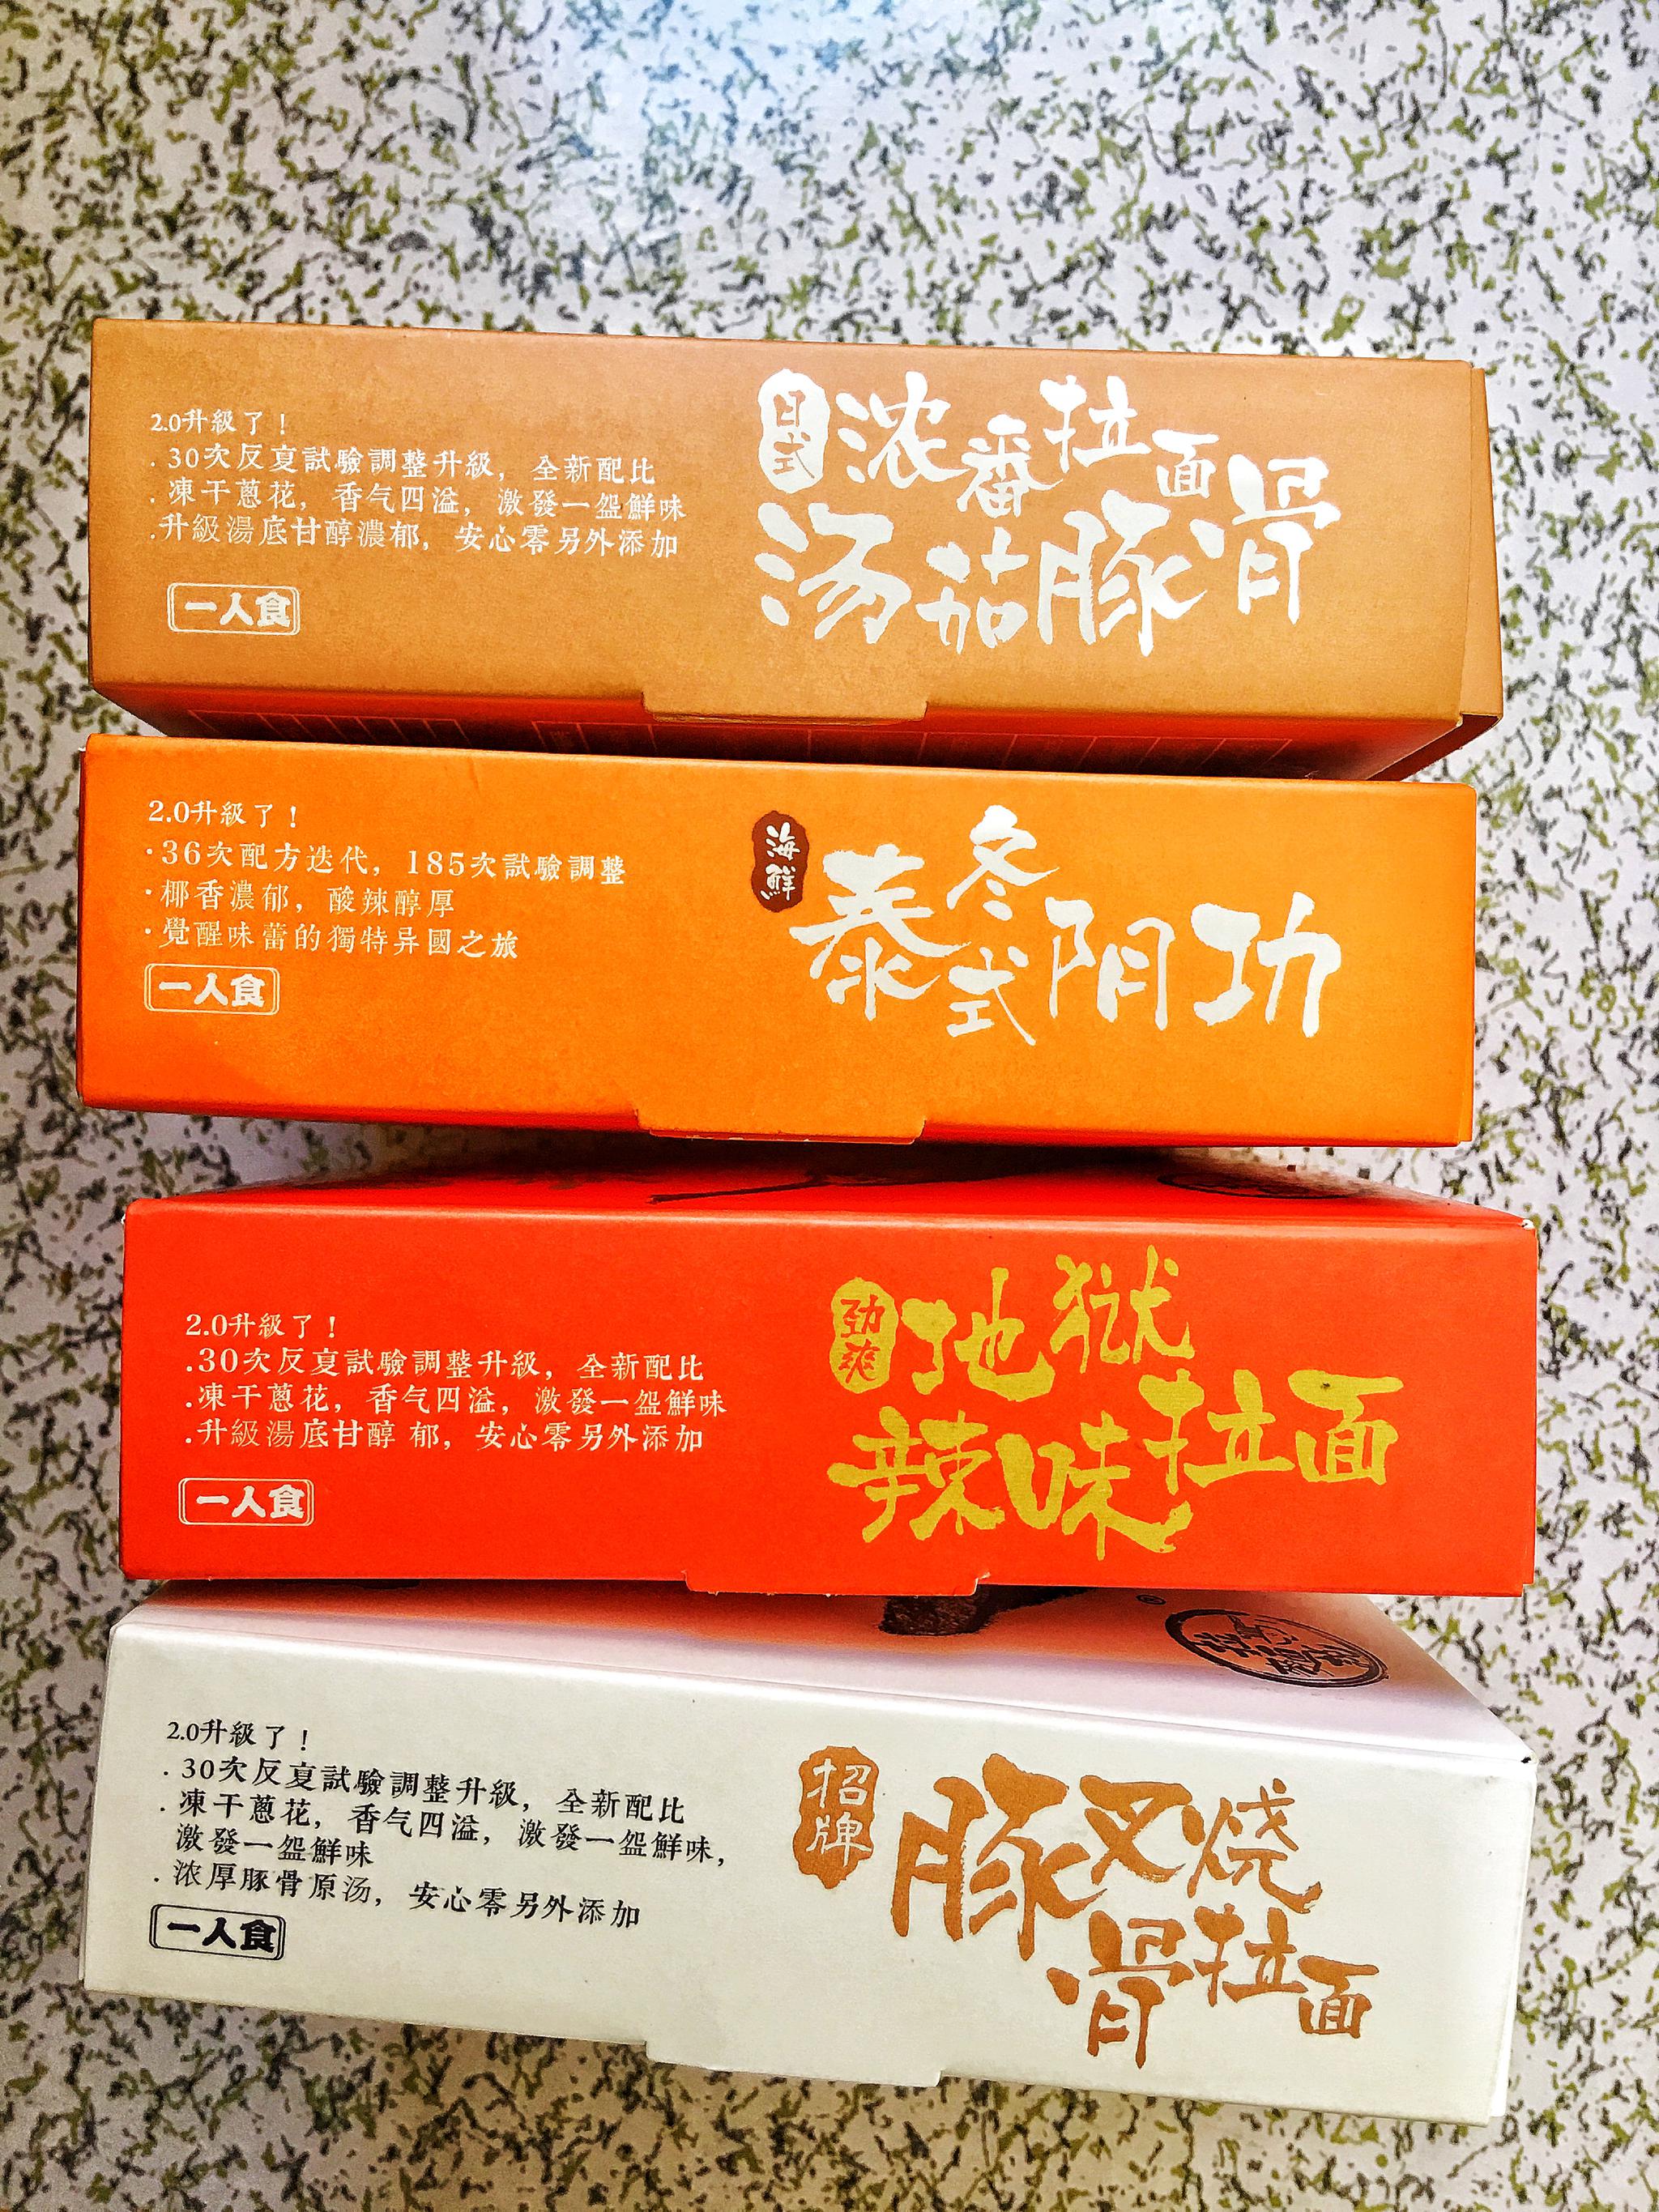 2.0升級了！
. 30次反复試驗調整升級，全新配比
. 凍干蔥花，香气四溢，激發一盌鮮味
.升級湯底甘醇濃郁，安心零另外添加
一人食
日式
浓番拉面骨
汤茄豚
2.0升級了！
·36次配方迭代，185次試驗調整
·椰香濃郁，酸辣醇厚
·覺醒味蕾的獨特异國之旅
一人食
海鮮
泰式冬阴功
2.0升級了！
.30次反复試驗調整升級，全新配比
.凍干蔥花，香气四溢，激發一盌鮮味
.升級湯底甘醇 郁，安心零另外添加
一人食
劲爽
地獄
辣味拉面
2.0升級了！
. 30次反复試驗調整升級，全新配比
. 凍干蔥花，香气四溢，激發一盌鮮味，
激發一盌鮮味
. 浓厚豚骨原汤，安心零另外添加
一人食
招牌
豚叉烧
骨拉面